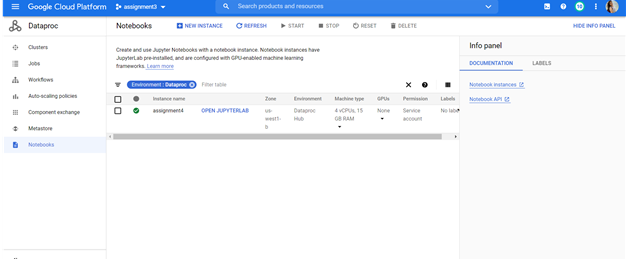 Google Cloud Platform
assignment3
Search products and resources
Dataproc
Notebooks
NEW INSTANCE
REFRESH
START
STOP
RESET
DELETE
HIDE INFO PANEL
Clusters
Jobs
Workflows
Auto-scaling policies
Component exchange
Metastore
Notebooks
Create and use Jupyter Notebooks with a notebook instance. Notebook instances have
JupyterLab pre-installed, and are configured with GPU-enabled machine learning
frameworks. Learn more
Environment : Dataproc
Filter table
Instance name Zone Environment Machine type GPUs Permission Labels
assignment4 OPEN JUPYTERLAB us- Dataproc 4 vCPUs, 15 None Service No
west1- Hub GB RAM account
b
Info panel
DOCUMENTATION LABELS
Notebook Instances
Notebook API